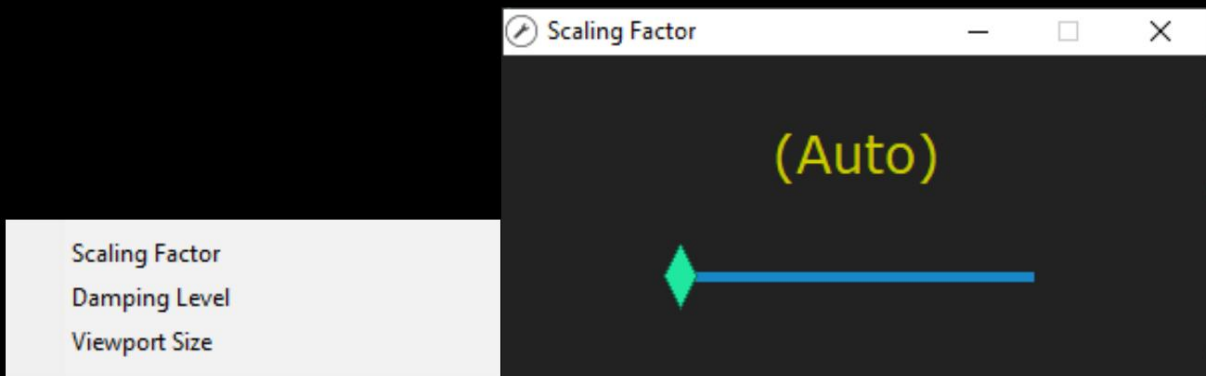 Scaling Factor
(Auto)
Scaling Factor
Damping Level
Viewport Size